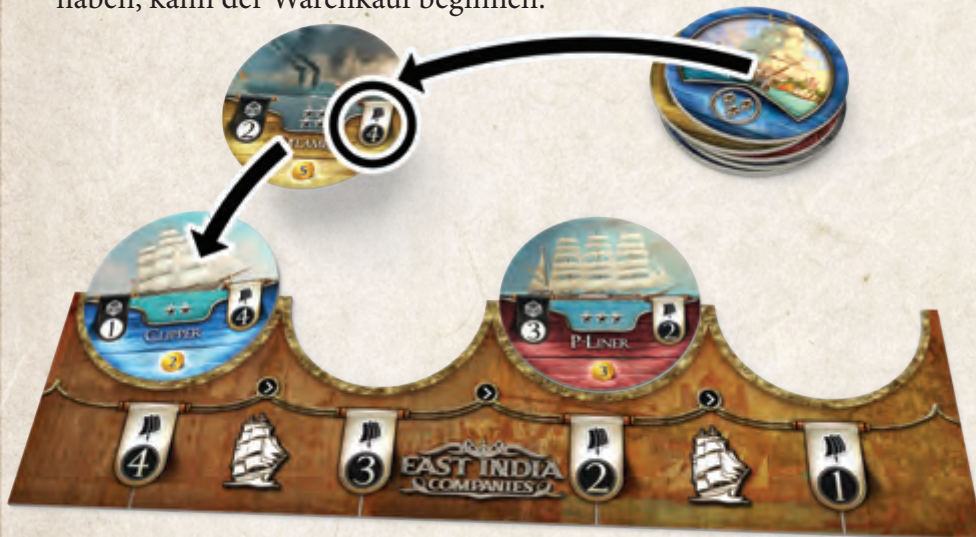 haben, kann der Warenkauf beginnen.
2
4
5
1
4
CLIPPER
2
3
2
P-LINER
3
4
3
EAST INDIA
COMPANIES
2
1